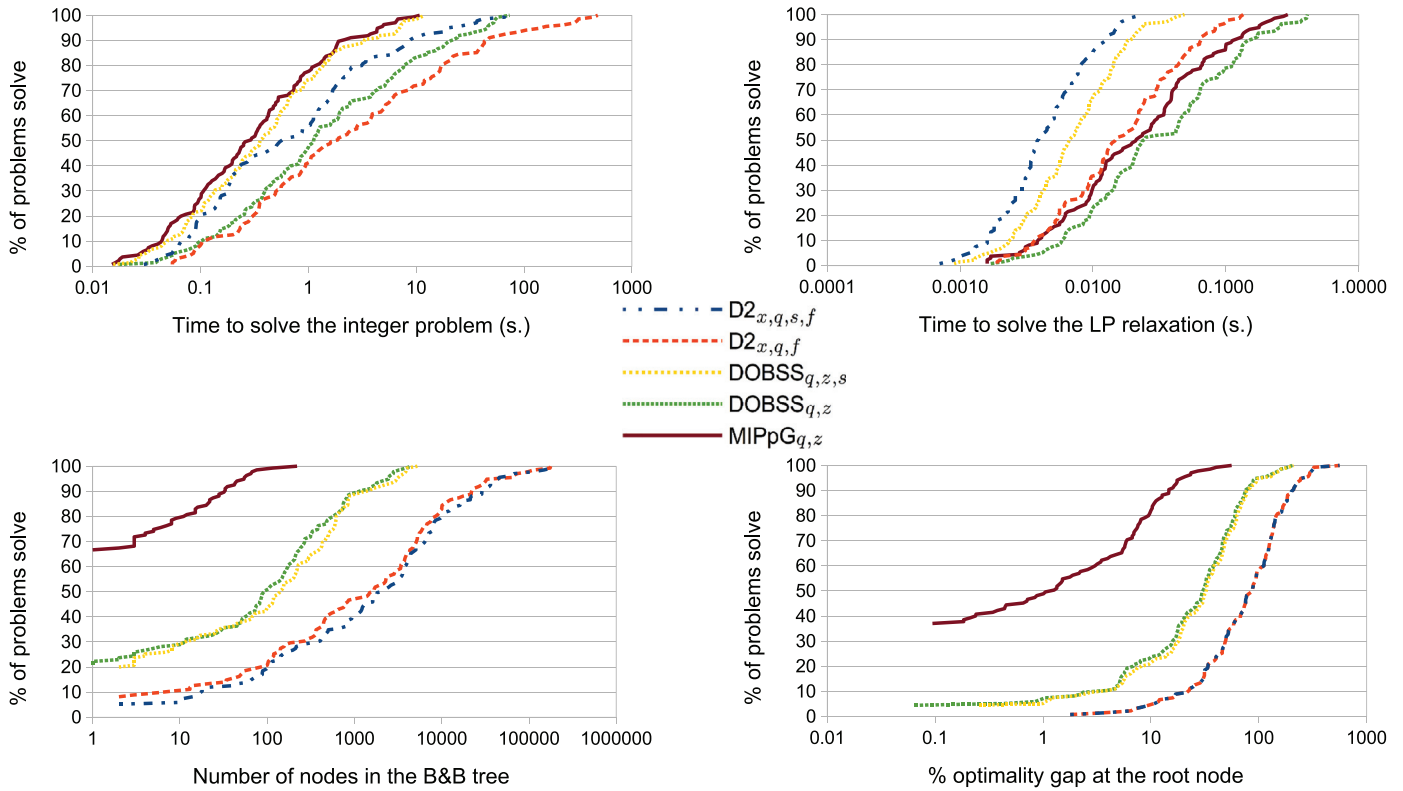 % of problems solve
100
90
80
70
60
50
40
30
20
10
0
0.01 0.1 1 10 100 1000
Time to solve the integer problem (s.)
% of problems solve
100
90
80
70
60
50
40
30
20
10
0
0.0001 0.0010 0.0100 0.1000 1.0000
Time to solve the LP relaxation (s.)
D2x,q,s,f
D2x,q,f
DOBSSq,z,s
DOBSSq,z
MIPpGq,z
% of problems solve
100
90
80
70
60
50
40
30
20
10
0
1 10 100 1000 10000 100000 1000000
Number of nodes in the B&B tree
% of problems solve
100
90
80
70
60
50
40
30
20
10
0
0.01 0.1 1 10 100 1000
% optimality gap at the root node